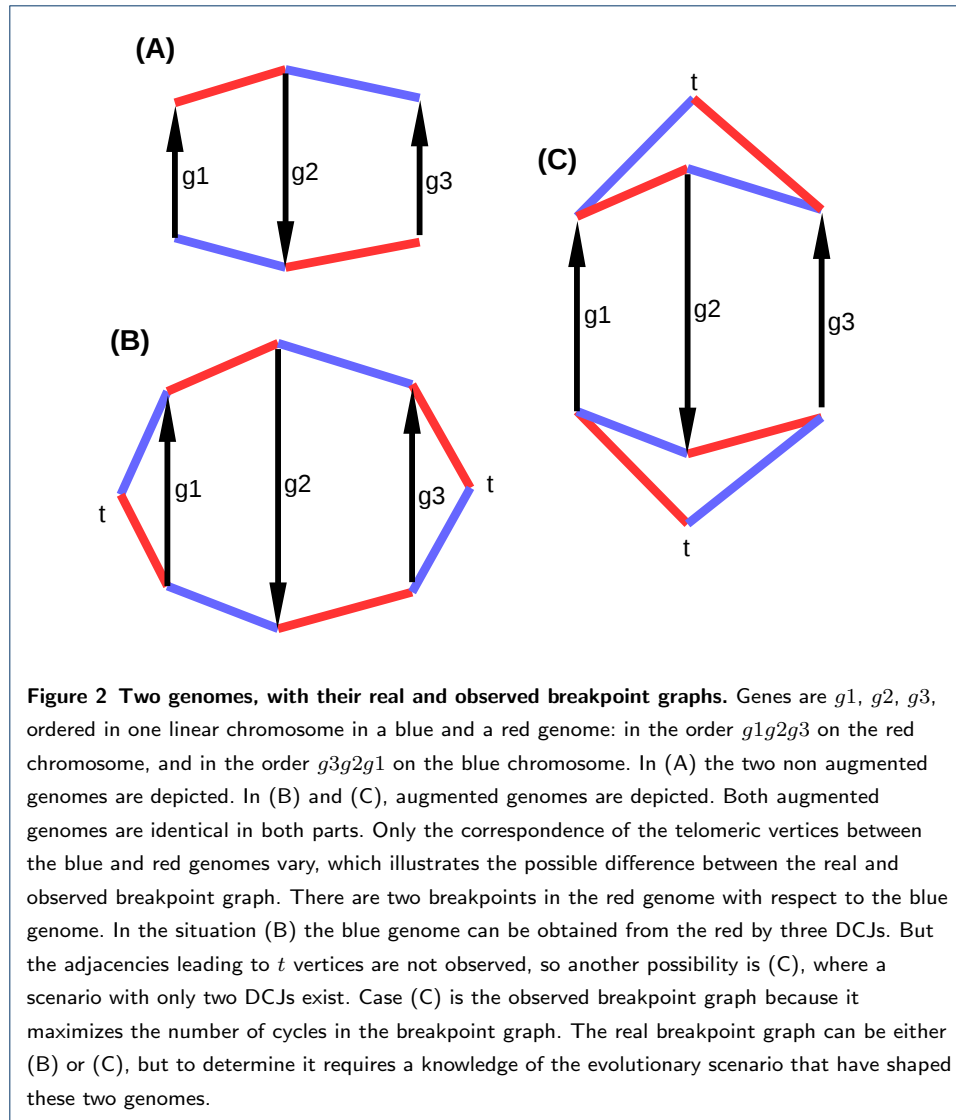 (A)
g1
g2
g3
(B)
t
g1
g2
g3
t
(C)
t
g1
g2
g3
t
Figure 2 Two genomes, with their real and observed breakpoint graphs. Genes are g1, g2, g3,
ordered in one linear chromosome in a blue and a red genome: in the order g1g2g3 on the red
chromosome, and in the order g3g2g1 on the blue chromosome. In (A) the two non augmented
genomes are depicted. In (B) and (C), augmented genomes are depicted. Both augmented
genomes are identical in both parts. Only the correspondence of the telomeric vertices between
the blue and red genomes vary, which illustrates the possible difference between the real and
observed breakpoint graph. There are two breakpoints in the red genome with respect to the blue
genome. In the situation (B) the blue genome can be obtained from the red by three DCJs. But
the adjacencies leading to t vertices are not observed, so another possibility is (C), where a
scenario with only two DCJs exist. Case (C) is the observed breakpoint graph because it
maximizes the number of cycles in the breakpoint graph. The real breakpoint graph can be either
(B) or (C), but to determine it requires a knowledge of the evolutionary scenario that have shaped
these two genomes.